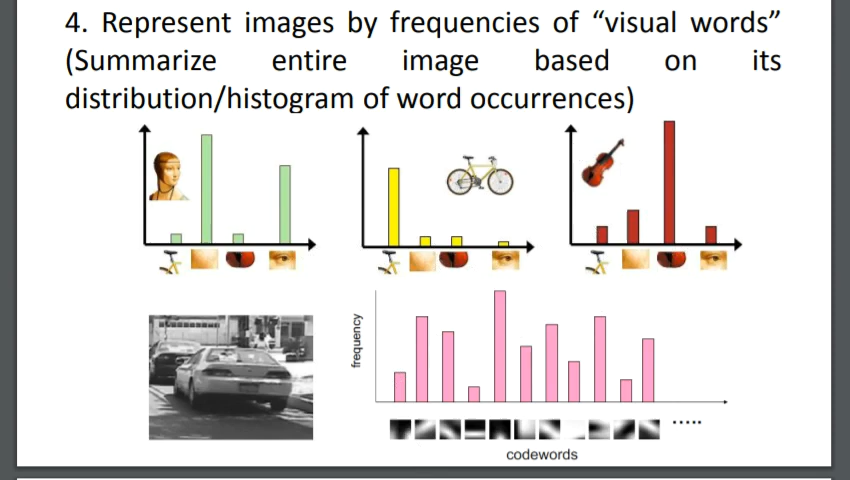 4. Represent images by frequencies of “visual words”
(Summarize entire image based on its
distribution/histogram of word occurrences)
frequency
.....
codewords